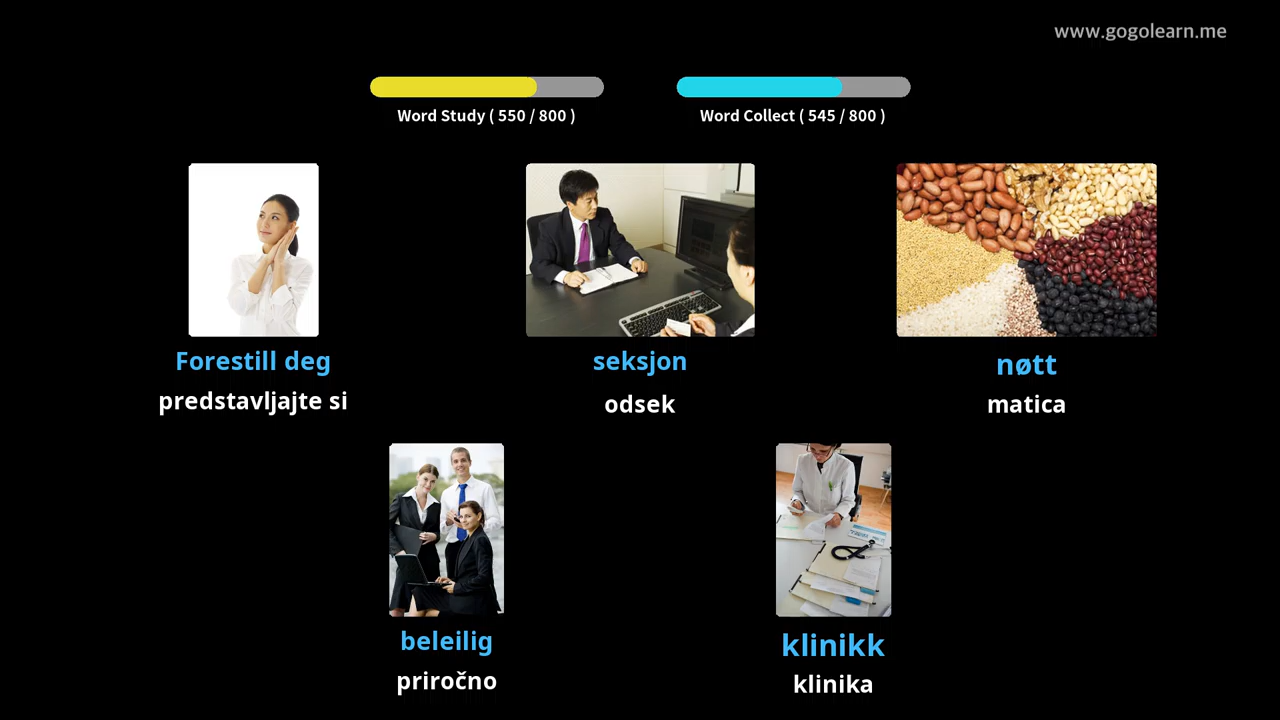 www.gogolearn.me
Word Study ( 550 / 800 )
Word Collect ( 545 / 800 )
Forestill deg
predstavljajte si
seksjon
odsek
nøtt
matica
beleilig
priročno
klinikk
klinika